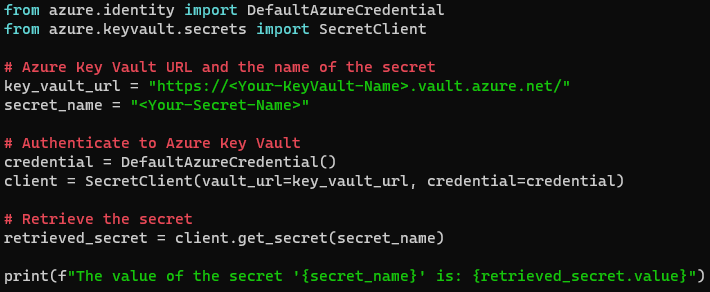 from azure.identity import DefaultAzureCredential
from azure.keyvault.secrets import SecretClient
# Azure Key Vault URL and the name of the secret
key_vault_url = "https://<Your-KeyVault-Name>.vault.azure.net/"
secret_name = "<Your-Secret-Name>"
# Authenticate to Azure Key Vault
credential = DefaultAzureCredential()
client = SecretClient(vault_url=key_vault_url, credential=credential)
# Retrieve the secret
retrieved_secret = client.get_secret(secret_name)
print(f"The value of the secret '{secret_name}' is: {retrieved_secret.value}")